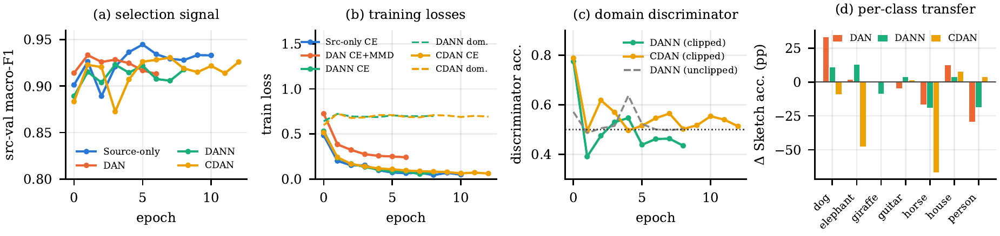 (a) selection signal
src-val macro-F1
0.95
0.90
0.85
0.80
Source-only
DAN
DANN
CDAN
0
5
10
epoch
(b) training losses
train loss
1.5
1.0
0.5
0.0
Src-only CE
DAN CE+MMD
DANN CE
DANN dom.
CDAN CE
CDAN dom.
0
5
10
epoch
(c) domain discriminator
discriminator acc.
0.8
0.6
0.4
DANN (clipped)
CDAN (clipped)
DANN (unclipped)
0
5
10
epoch
(d) per-class transfer
Δ Sketch acc. (pp)
25
0
−25
−50
DAN
DANN
CDAN
dog
elephant
giraffe
guitar
horse
house
person